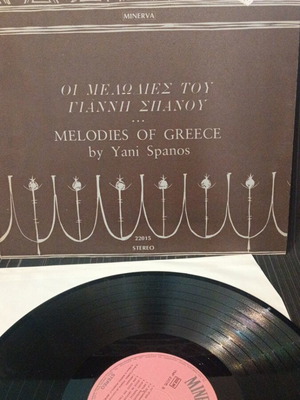 MINERVA
ΟΙ ΜΕΛΩΔΙΕΣ ΤΟΥ
ΓΙΑΝΝΗ ΣΠΑΝΟΥ
...
MELODIES OF GREECE
by Yani Spanos
22015
STEREO